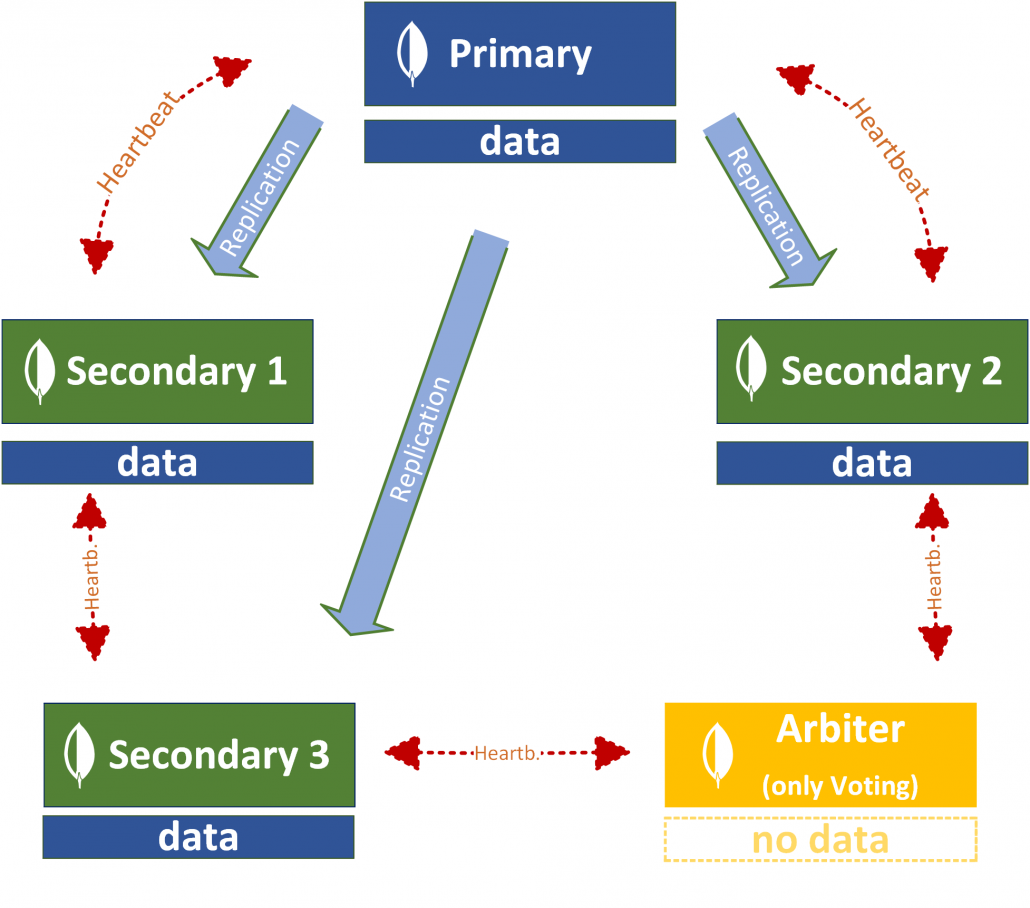 Primary
data
Heartbeat
Replication
Replication
Heartbeat
Replication
Secondary 1
data
Secondary 2
data
Heartb.
Heartb.
Secondary 3
data
Heartb.
Arbiter
(only Voting)
no data